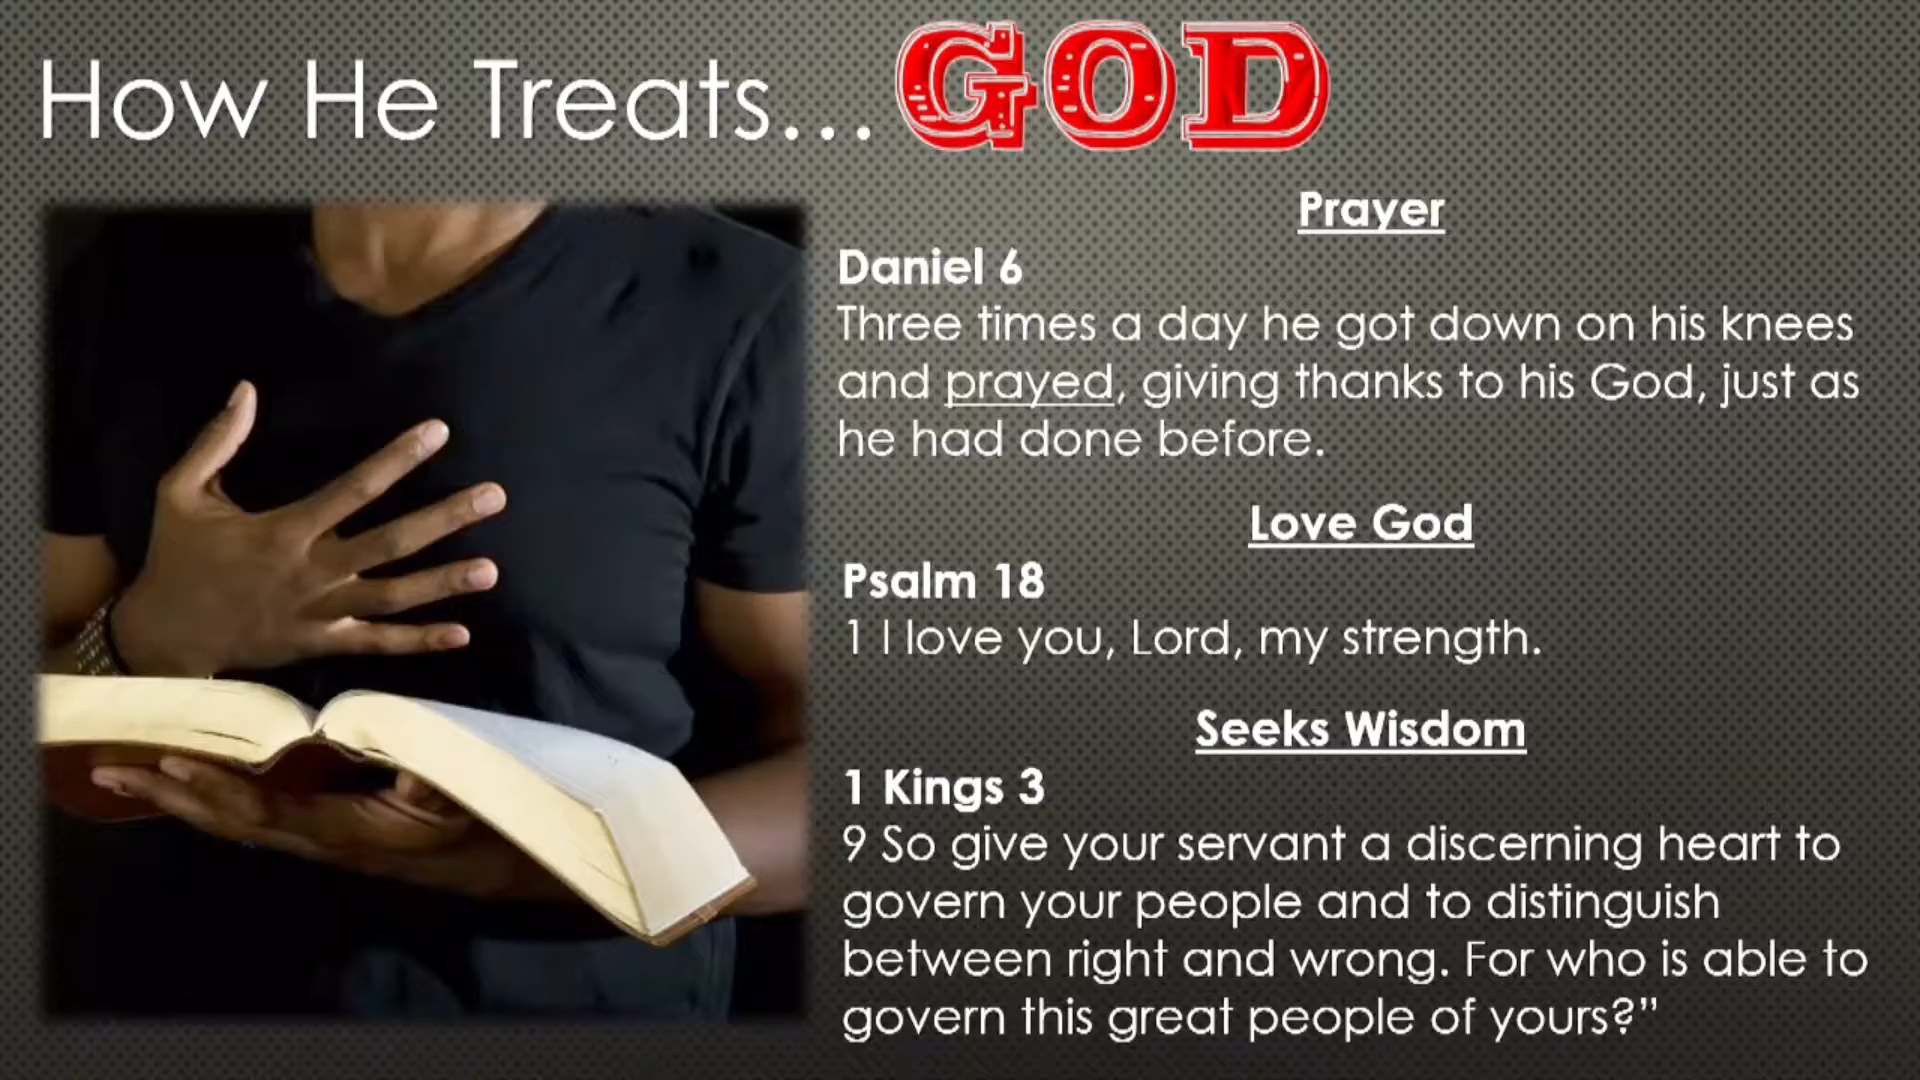 How He Treats... GOD
Prayer
Daniel 6
Three times a day he got down on his knees
and prayed, giving thanks to his God, just as
he had done before.
Love God
Psalm 18
1 I love you, Lord, my strength.
Seeks Wisdom
1 Kings 3
9 So give your servant a discerning heart to
govern your people and to distinguish
between right and wrong. For who is able to
govern this great people of yours?”